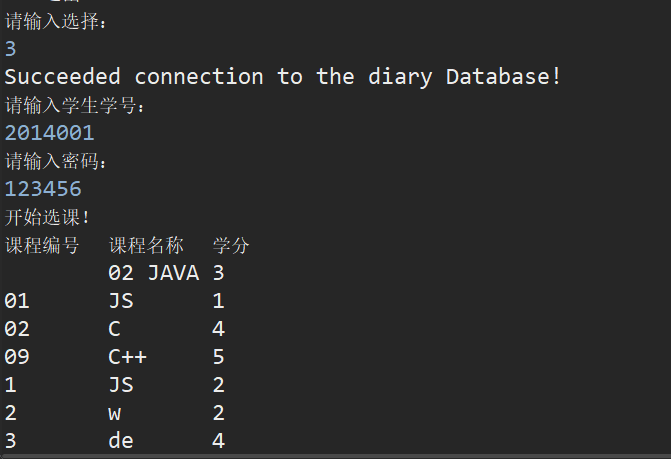 请输入选择：
3
Succeeded connection to the diary Database!
请输入学生学号：
2014001
请输入密码：
123456
开始选课！
课程编号 课程名称 学分
02 JAVA 3
01 JS 1
02 C 4
09 C++ 5
1 JS 2
2 w 2
3 de 4